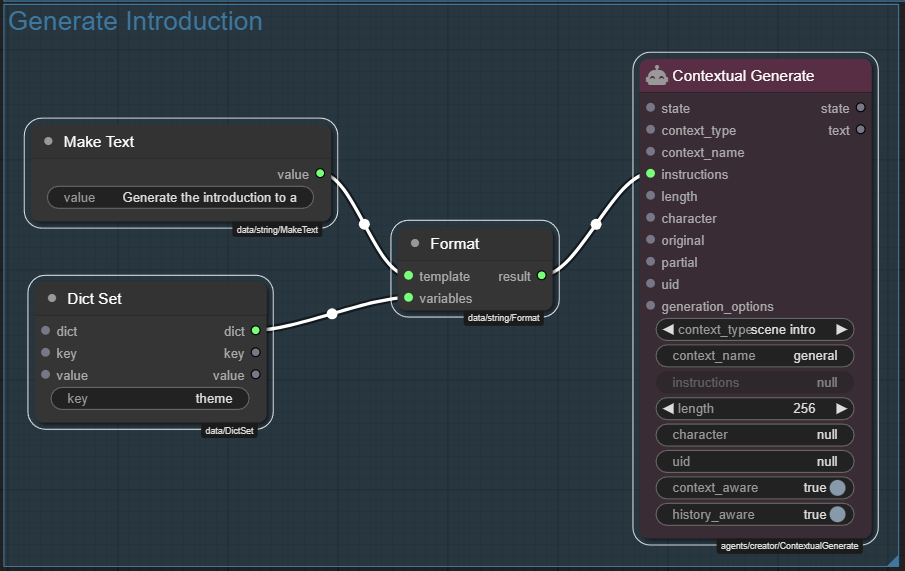 Generate Introduction
Make Text
value
value Generate the introduction to a
data/string/MakeText
Dict Set
dict dict
key key
value value
key theme
data/DictSet
Format
template result
variables
data/string/Format
Contextual Generate
state state
context_type text
context_name
instructions
length
character
original
partial
uid
generation_options
context_type scene intro
context_name general
instructions null
length 256
character null
uid null
context_aware true
history_aware true
agents/creator/ContextualGenerate